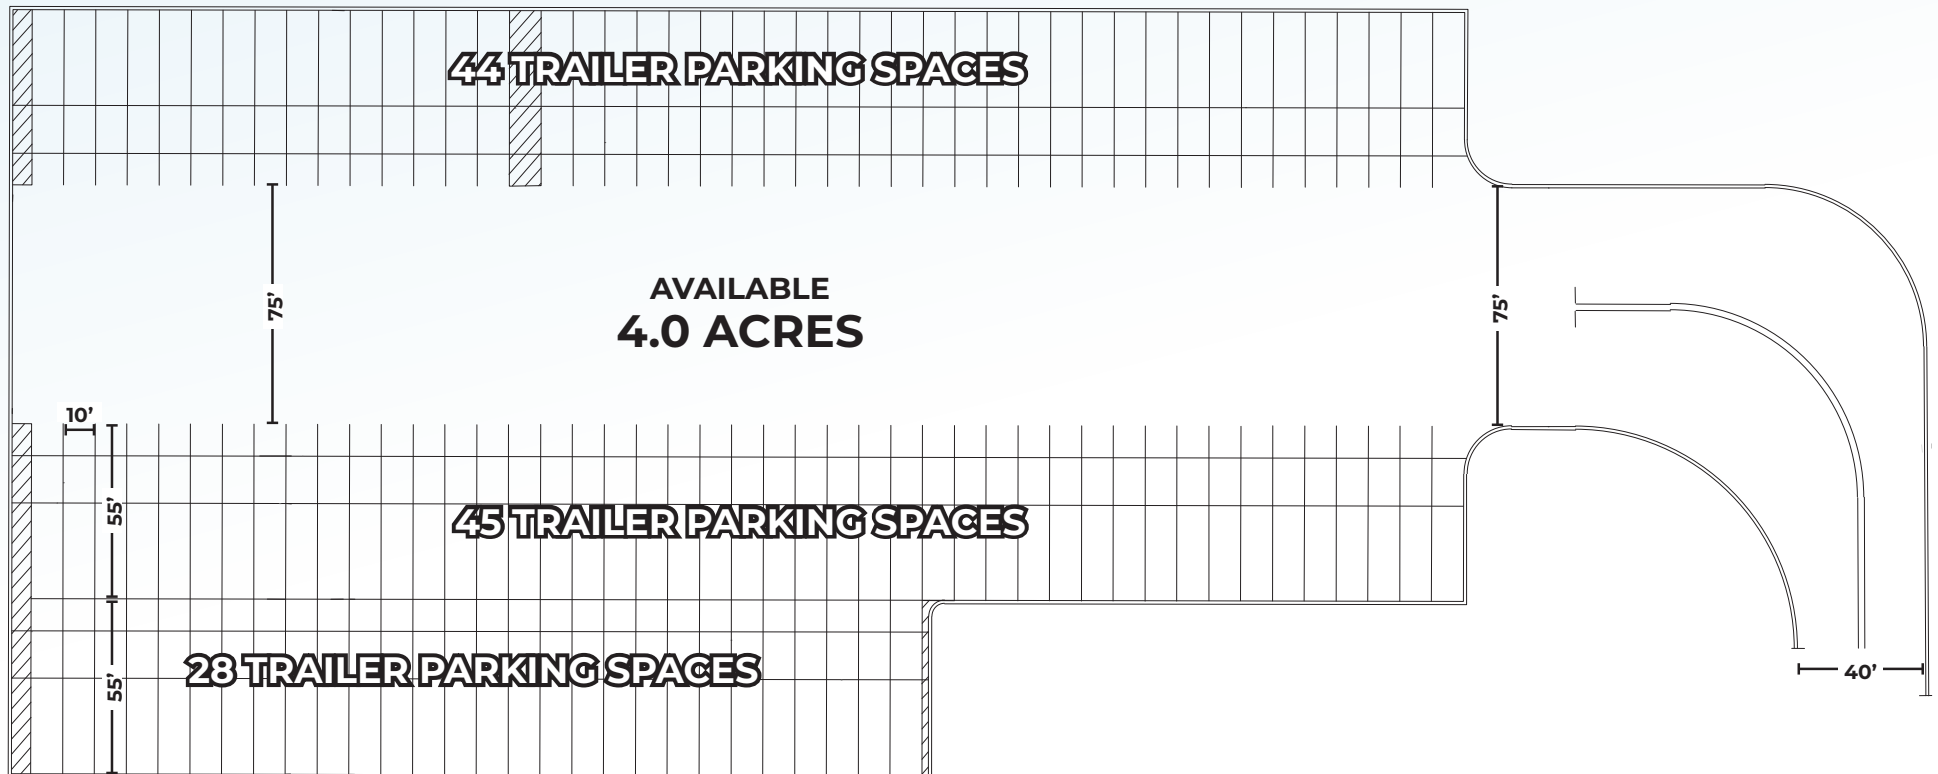 44 TRAILER PARKING SPACES
75’
AVAILABLE
4.0 ACRES
75’
10’
55’
45 TRAILER PARKING SPACES
28 TRAILER PARKING SPACES
55’
40’